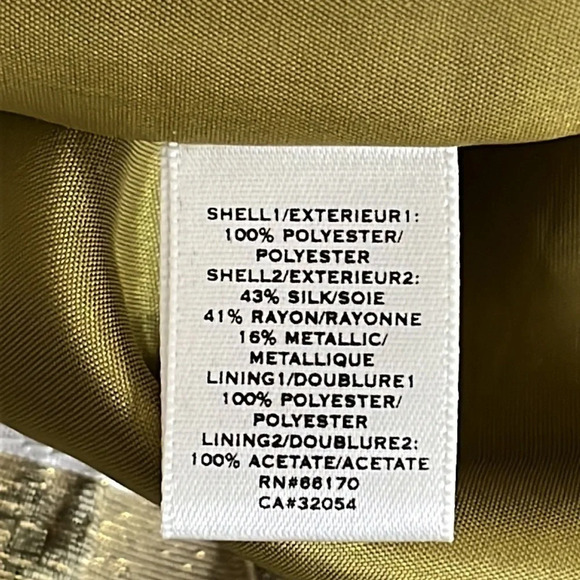 SHELL1/EXTERIEUR1:
100% POLYESTER/
POLYESTER
SHELL2/EXTERIEUR2:
43% SILK/SOIE
41% RAYON/RAYONNE
16% METALLIC/
METALLIQUE
LINING1/DOUBLURE1
100% POLYESTER/
POLYESTER
LINING2/DOUBLURE2:
100% ACETATE/ACETATE
RN#66170
CA#32054